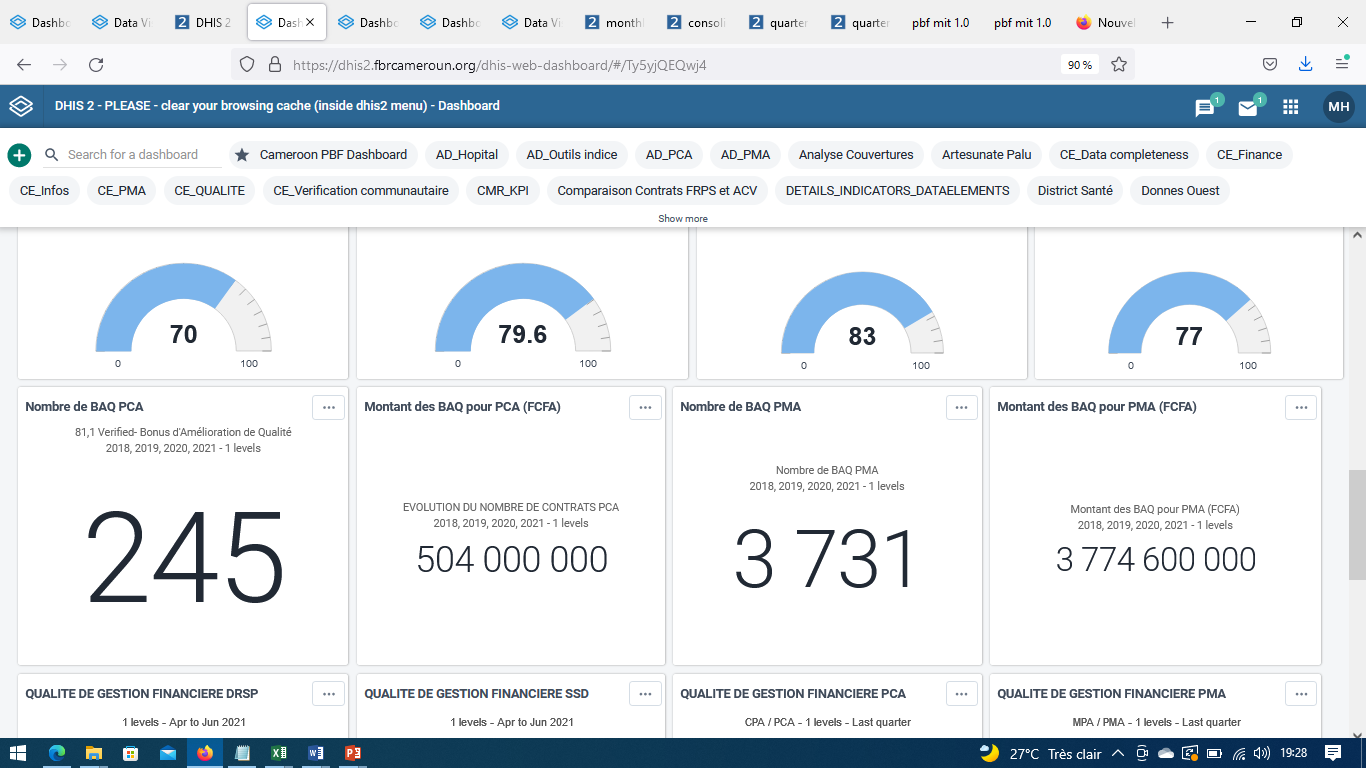 Dashb
Data Vi
DHIS 2
Dash
Dashbo
Dashbo
Data Vi
monthl
consoli
quarter
quarter
pbf mit 1.0
pbf mit 1.0
Nouvel
https://dhis2.fbrcameroun.org/dhis-web-dashboard/#/Ty5yjQEQwj4
90 %
DHIS 2 - PLEASE - clear your browsing cache (inside dhis2 menu) - Dashboard
1
1
MH
Search for a dashboard
Cameroon PBF Dashboard
AD_Hopital
AD_Outils indice
AD_PCA
AD_PMA
Analyse Couvertures
Artesunate Palu
CE_Data completeness
CE_Finance
CE_Infos
CE_PMA
CE_QUALITE
CE_Verification communautaire
CMR_KPI
Comparaison Contrats FRPS et ACV
DETAILS_INDICATORS_DATAELEMENTS
District Santé
Donnes Ouest
Show more
70
0
100
79.6
0
100
83
0
100
77
0
100
Nombre de BAQ PCA
81,1 Verified- Bonus d'Amélioration de Qualité
2018, 2019, 2020, 2021 - 1 levels
245
Montant des BAQ pour PCA (FCFA)
EVOLUTION DU NOMBRE DE CONTRATS PCA
2018, 2019, 2020, 2021 - 1 levels
504 000 000
Nombre de BAQ PMA
Nombre de BAQ PMA
2018, 2019, 2020, 2021 - 1 levels
3 731
Montant des BAQ pour PMA (FCFA)
Montant des BAQ pour PMA (FCFA)
2018, 2019, 2020, 2021 - 1 levels
3 774 600 000
QUALITE DE GESTION FINANCIERE DRSP
1 levels - Apr to Jun 2021
QUALITE DE GESTION FINANCIERE SSD
1 levels - Apr to Jun 2021
QUALITE DE GESTION FINANCIERE PCA
CPA / PCA - 1 levels - Last quarter
QUALITE DE GESTION FINANCIERE PMA
MPA / PMA - 1 levels - Last quarter
27°C Très clair
19:28